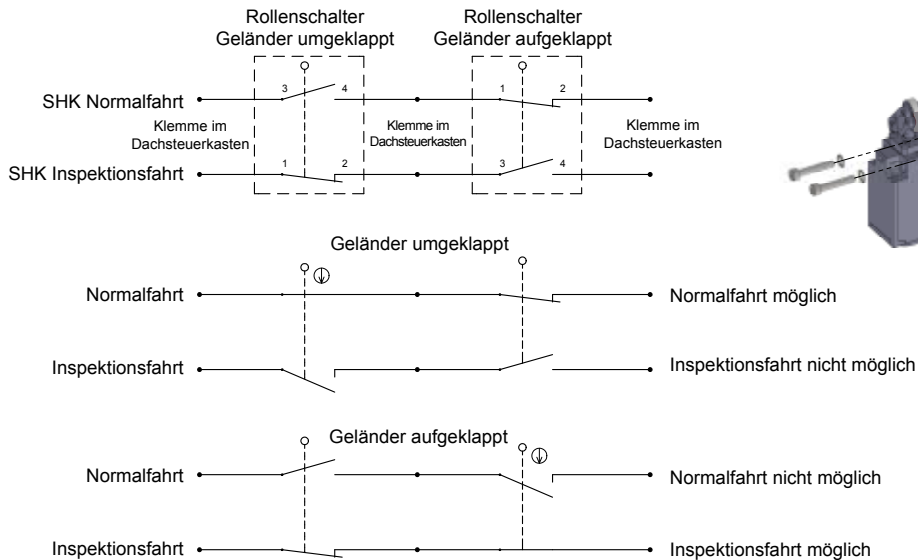 Rollenschalter
Geländer umgeklappt
Rollenschalter
Geländer aufgeklappt
3 4 1 2
SHK Normalfahrt
Klemme im
Dachsteuerkasten
Klemme im
Dachsteuerkasten
Klemme im
Dachsteuerkasten
1 2 3 4
SHK Inspektionsfahrt
Geländer umgeklappt
Normalfahrt
Normalfahrt möglich
Inspektionsfahrt
Inspektionsfahrt nicht möglich
Geländer aufgeklappt
Normalfahrt
Normalfahrt nicht möglich
Inspektionsfahrt
Inspektionsfahrt möglich